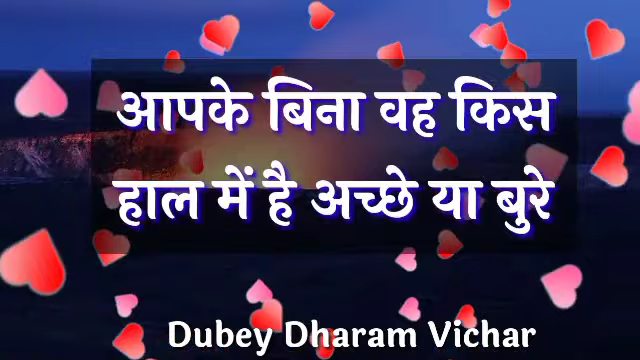 आपके बिना वह किस
हाल में है अच्छे या बुरे
Dubey Dharam Vichar